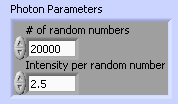 Photon Parameters
# of random numbers
20000
Intensity per random number
2.5